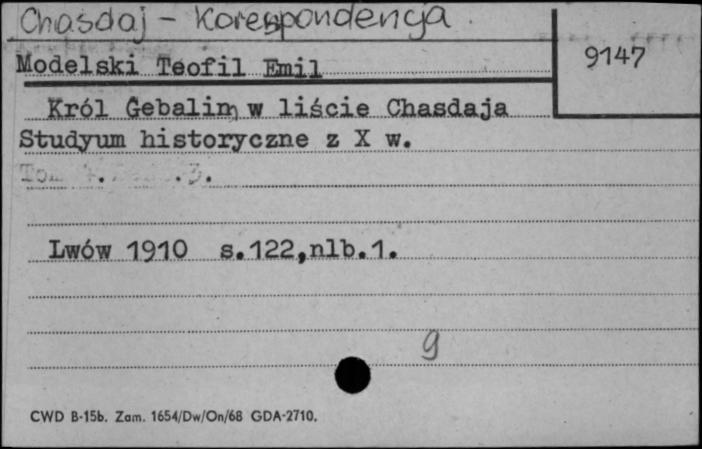 Chasdaj - Korespondencja
9147
Modelski Teofil Emil
Król Gebalim w liście Chasdaja
Studyum historyczne z X w.
Lwów 1910 s.122,nlb.1.
9
CWD B-15b. Zam. 1654/Dw/On/68 GDA-2710.